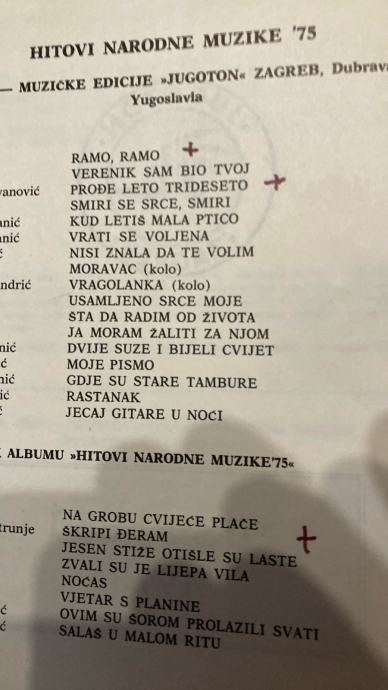 HITOVI NARODNE MUZIKE '75
— MUZIČKE EDICIJE »JUGOTON« ZAGREB, Dubrava
Yugoslavia
RAMO, RAMO
VERENIK SAM BIO TVOJ
vanović PROĐE LETO TRIDESETO
SMIRI SE SRCE, SMIRI
anić KUD LETIŠ MALA PTICO
anić VRATI SE VOLJENA
ć NISI ZNALA DA TE VOLIM
MORAVAC (kolo)
ndrić VRAGOLANKA (kolo)
USAMLJENO SRCE MOJE
ŠTA DA RADIM OD ŽIVOTA
JA MORAM ŽALITI ZA NJOM
nić DVIJE SUZE I BIJELI CVIJET
ć MOJE PISMO
nić GDJE SU STARE TAMBURE
ić RASTANAK
ć JECAJ GITARE U NOĆI
ALBUMU »HITOVI NARODNE MUZIKE'75«
NA GROBU CVIJEĆE PLAČE
trunje ŠKRIPI ĐERAM
JESEN STIŽE OTIŠLE SU LASTE
ZVALI SU JE LIJEPA VILA
NOĆAS
VJETAR S PLANINE
ć OVIM SU ŠOROM PROLAZILI SVATI
ć SALAŠ U MALOM RITU